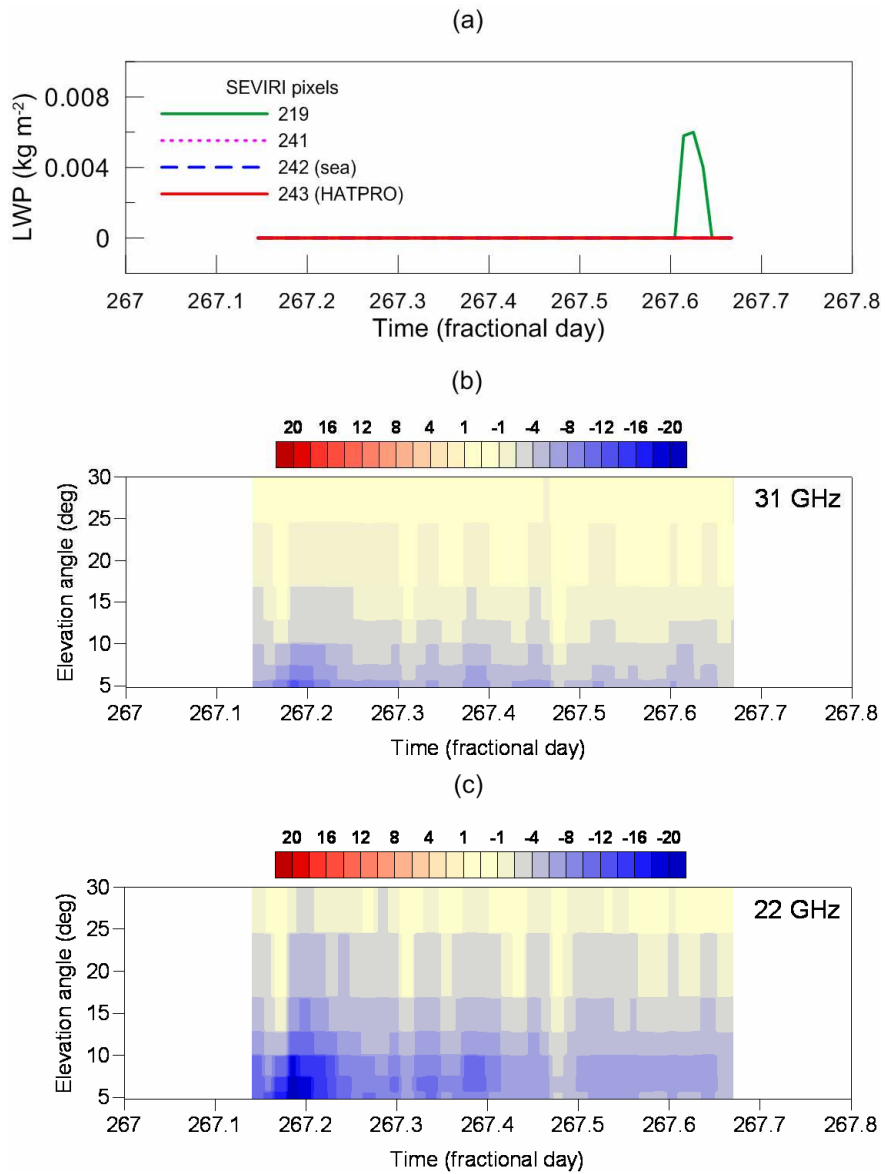 (a)
LWP (kg m-2)
0.008
0.004
0
SEVIRI pixels
219
241
242 (sea)
243 (HATPRO)
267 267.1 267.2 267.3 267.4 267.5 267.6 267.7 267.8
Time (fractional day)
(b)
20 16 12 8 4 1 -1 -4 -8 -12 -16 -20
31 GHz
Elevation angle (deg)
30
25
20
15
10
5
267 267.1 267.2 267.3 267.4 267.5 267.6 267.7 267.8
Time (fractional day)
(c)
20 16 12 8 4 1 -1 -4 -8 -12 -16 -20
22 GHz
Elevation angle (deg)
30
25
20
15
10
5
267 267.1 267.2 267.3 267.4 267.5 267.6 267.7 267.8
Time (fractional day)